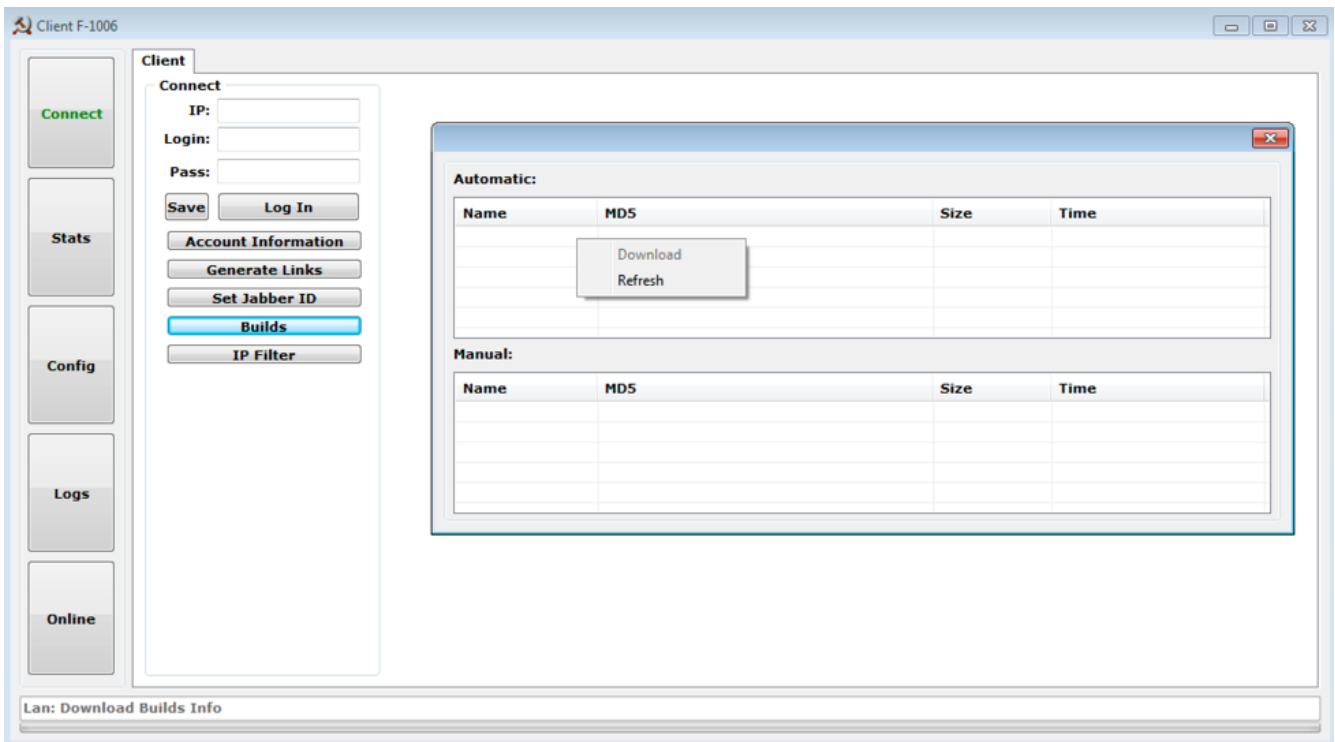 Client F-1006
Connect
Stats
Config
Logs
Online
Client
Connect
IP:
Login:
Pass:
Save Log In
Account Information
Generate Links
Set Jabber ID
Builds
IP Filter
Automatic:
Name MD5 Size Time
Download
Refresh
Manual:
Name MD5 Size Time
Lan: Download Builds Info